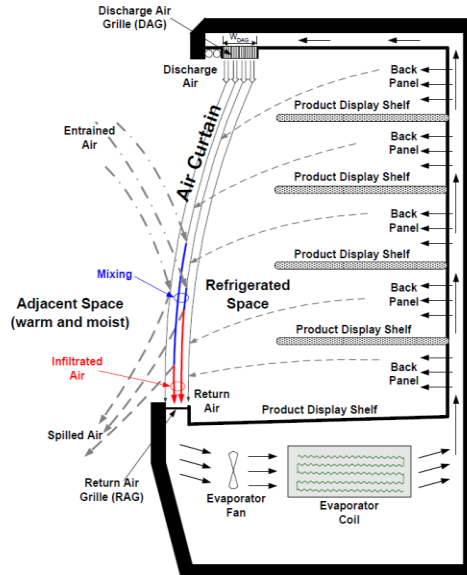 Discharge Air
Grille (DAG)
WDAG
Discharge
Air
Back
Panel
Product Display Shelf
Entrained
Air
Air Curtain
Back
Panel
Product Display Shelf
Back
Panel
Mixing
Refrigerated
Space
Product Display Shelf
Adjacent Space
(warm and moist)
Back
Panel
Product Display Shelf
Infiltrated
Air
Back
Panel
Return
Air
Product Display Shelf
Spilled Air
Return Air
Grille (RAG)
Evaporator
Fan
Evaporator
Coil